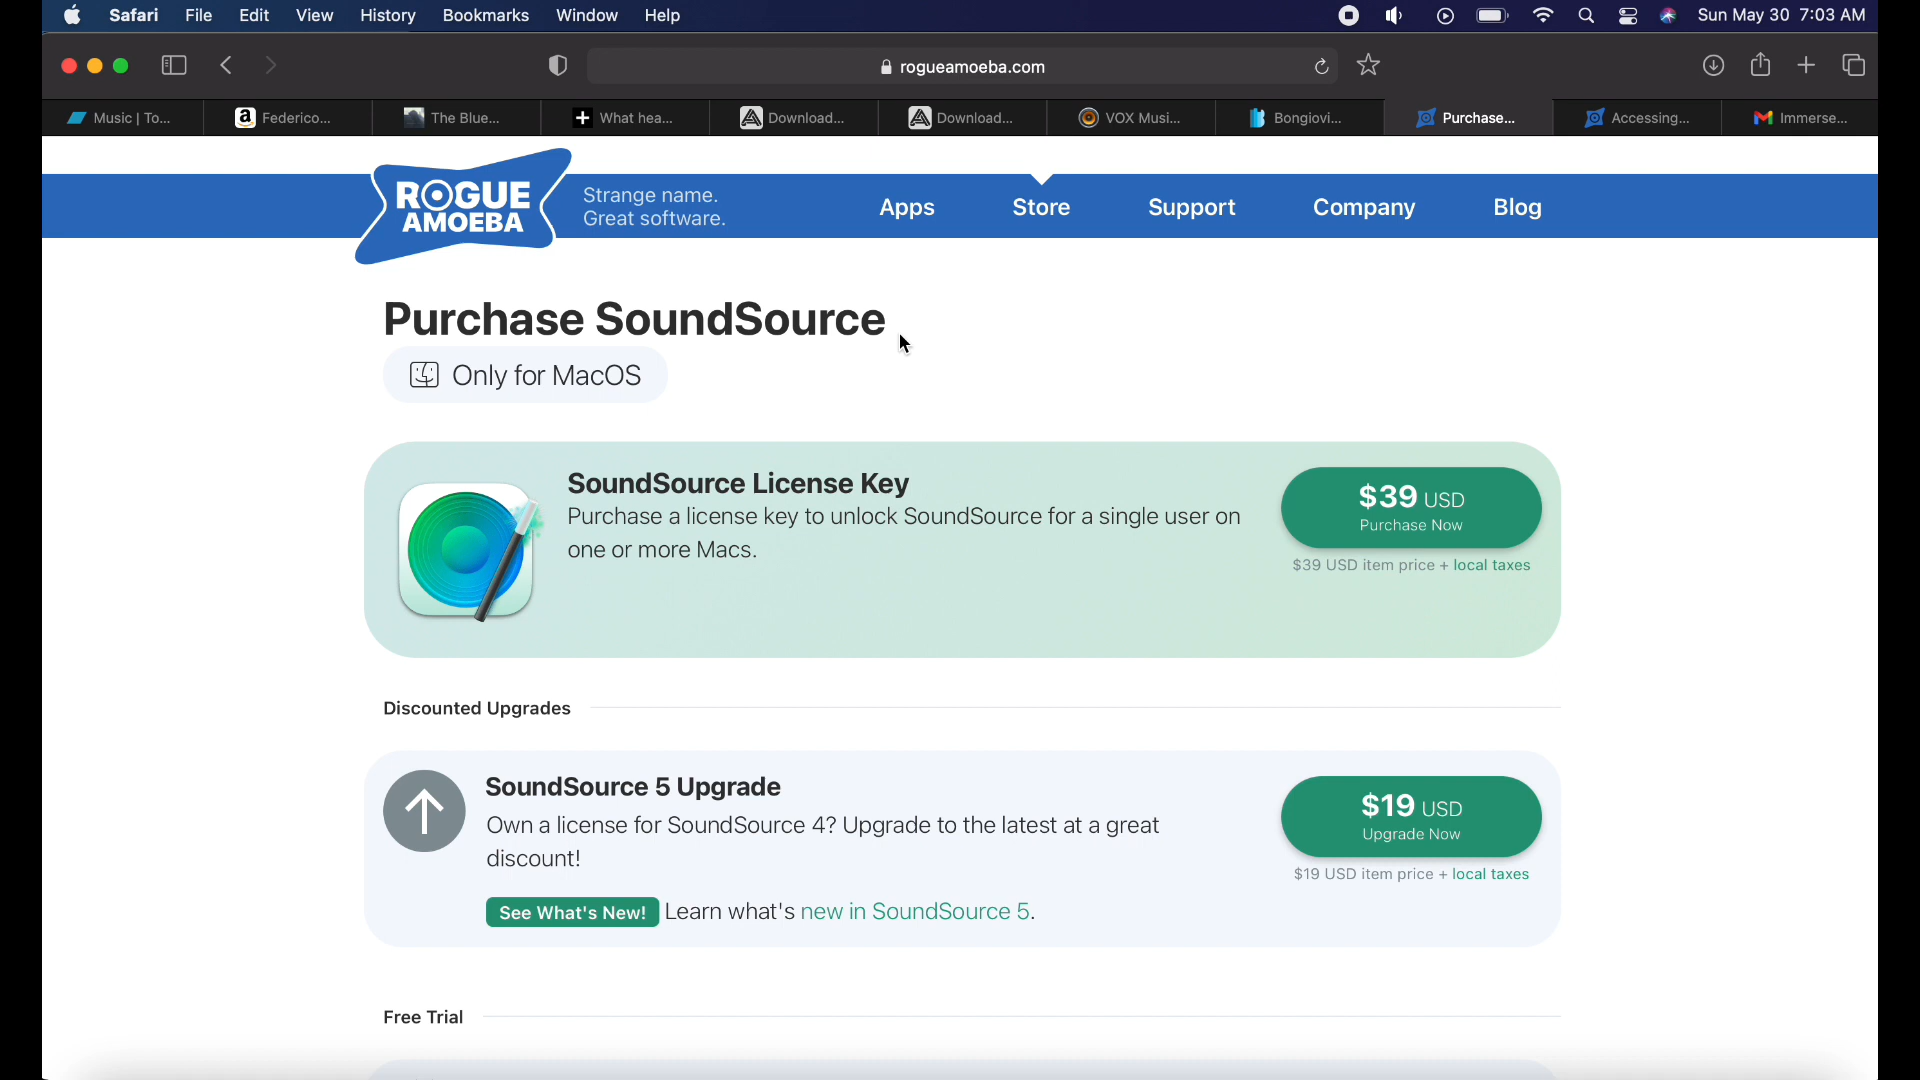 Safari File Edit View History Bookmarks Window Help Sun May 30 7:03 AM
rogueamoeba.com
Music | To... Federico... The Blue... What hea... Download... Download... VOX Musi... Bongiovi... Purchase... Accessing... Immerse...
ROGUE
AMOEBA
Strange name.
Great software.
Apps Store Support Company Blog
Purchase SoundSource
Only for MacOS
SoundSource License Key
Purchase a license key to unlock SoundSource for a single user on
one or more Macs.
$39 USD
Purchase Now
$39 USD item price + local taxes
Discounted Upgrades
SoundSource 5 Upgrade
Own a license for SoundSource 4? Upgrade to the latest at a great
discount!
See What's New! Learn what's new in SoundSource 5.
$19 USD
Upgrade Now
$19 USD item price + local taxes
Free Trial